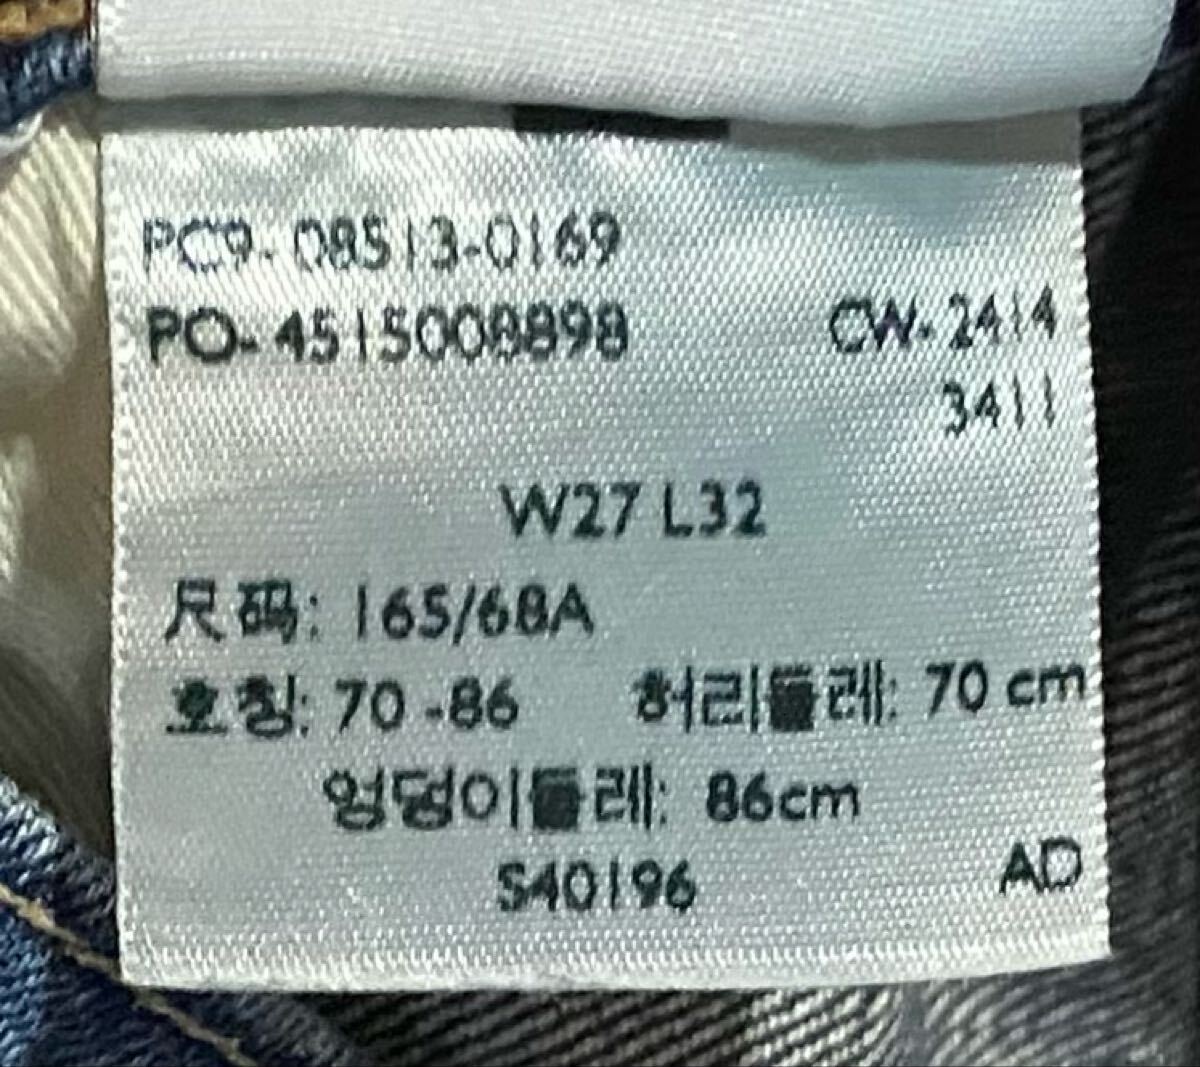 PC9-08513-0169
PO-4515008898
CW-2414
3411
W27 L32
尺码: 165/68A
호칭: 70-86 허리둘레: 70 cm
엉덩이둘레: 86cm
S40196
AD